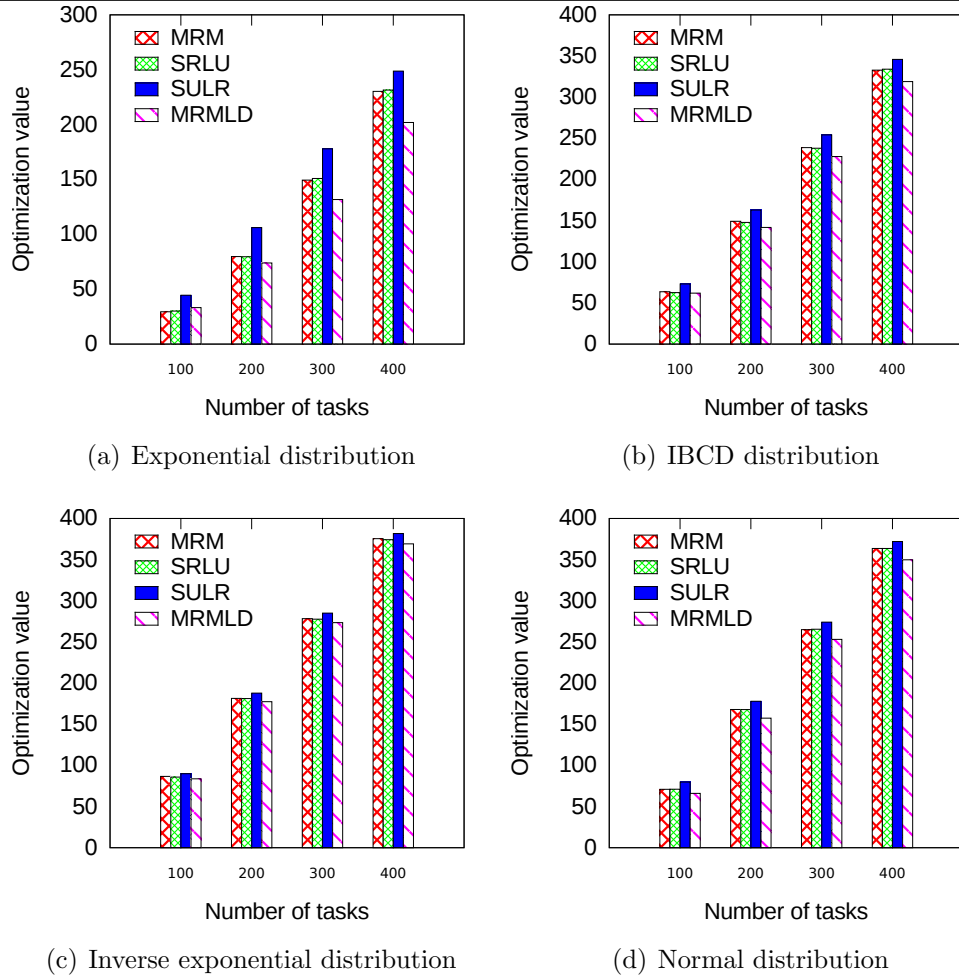 300
250
200
150
100
50
0
Optimization value
MRM
SRLU
SULR
MRMLD
100 200 300 400
Number of tasks
(a) Exponential distribution
400
350
300
250
200
150
100
50
0
Optimization value
MRM
SRLU
SULR
MRMLD
100 200 300 400
Number of tasks
(b) IBCD distribution
400
350
300
250
200
150
100
50
0
Optimization value
MRM
SRLU
SULR
MRMLD
100 200 300 400
Number of tasks
(c) Inverse exponential distribution
400
350
300
250
200
150
100
50
0
Optimization value
MRM
SRLU
SULR
MRMLD
100 200 300 400
Number of tasks
(d) Normal distribution